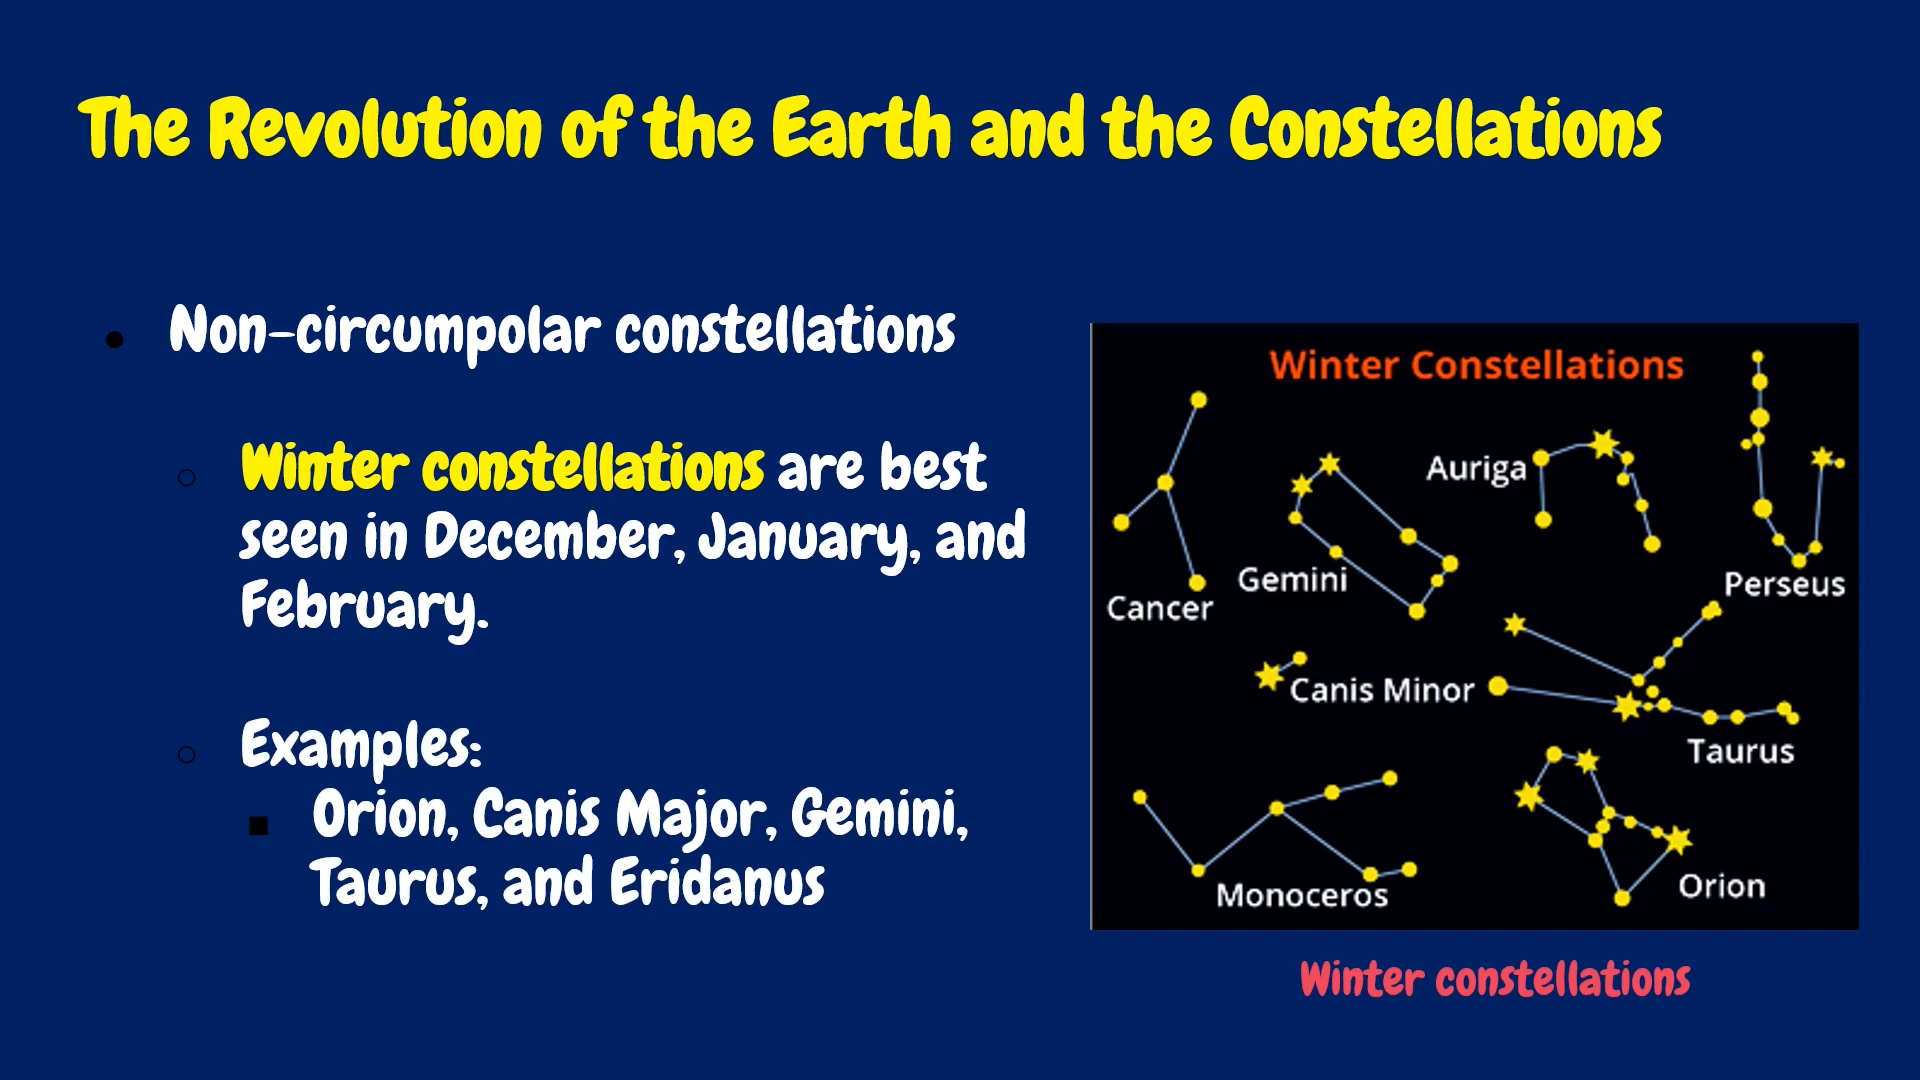 The Revolution of the Earth and the Constellations
Non-circumpolar constellations
Winter constellations are best
seen in December, January, and
February.
Examples:
Orion, Canis Major, Gemini,
Taurus, and Eridanus
Winter Constellations
Auriga
Gemini
Perseus
Cancer
Canis Minor
Taurus
Orion
Monoceros
Winter constellations